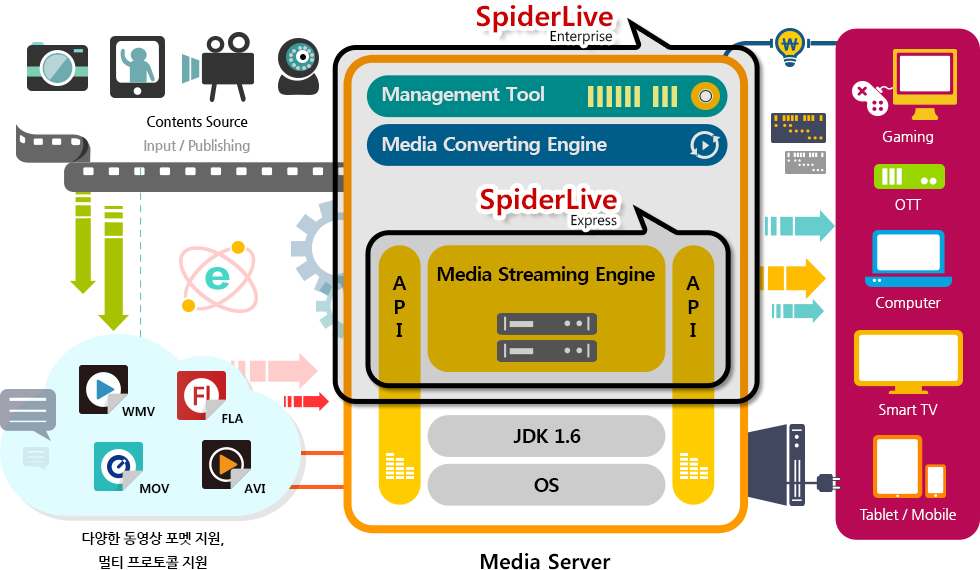 SpiderLive
Enterprise
Management Tool
Media Converting Engine
Contents Source
Input / Publishing
SpiderLive
Express
A
P
I
Media Streaming Engine
A
P
I
e
WMV
Fl
FLA
MOV
AVI
JDK 1.6
OS
다양한 동영상 포멧 지원,
멀티 프로토콜 지원
Media Server
₩
Gaming
OTT
Computer
Smart TV
Tablet / Mobile